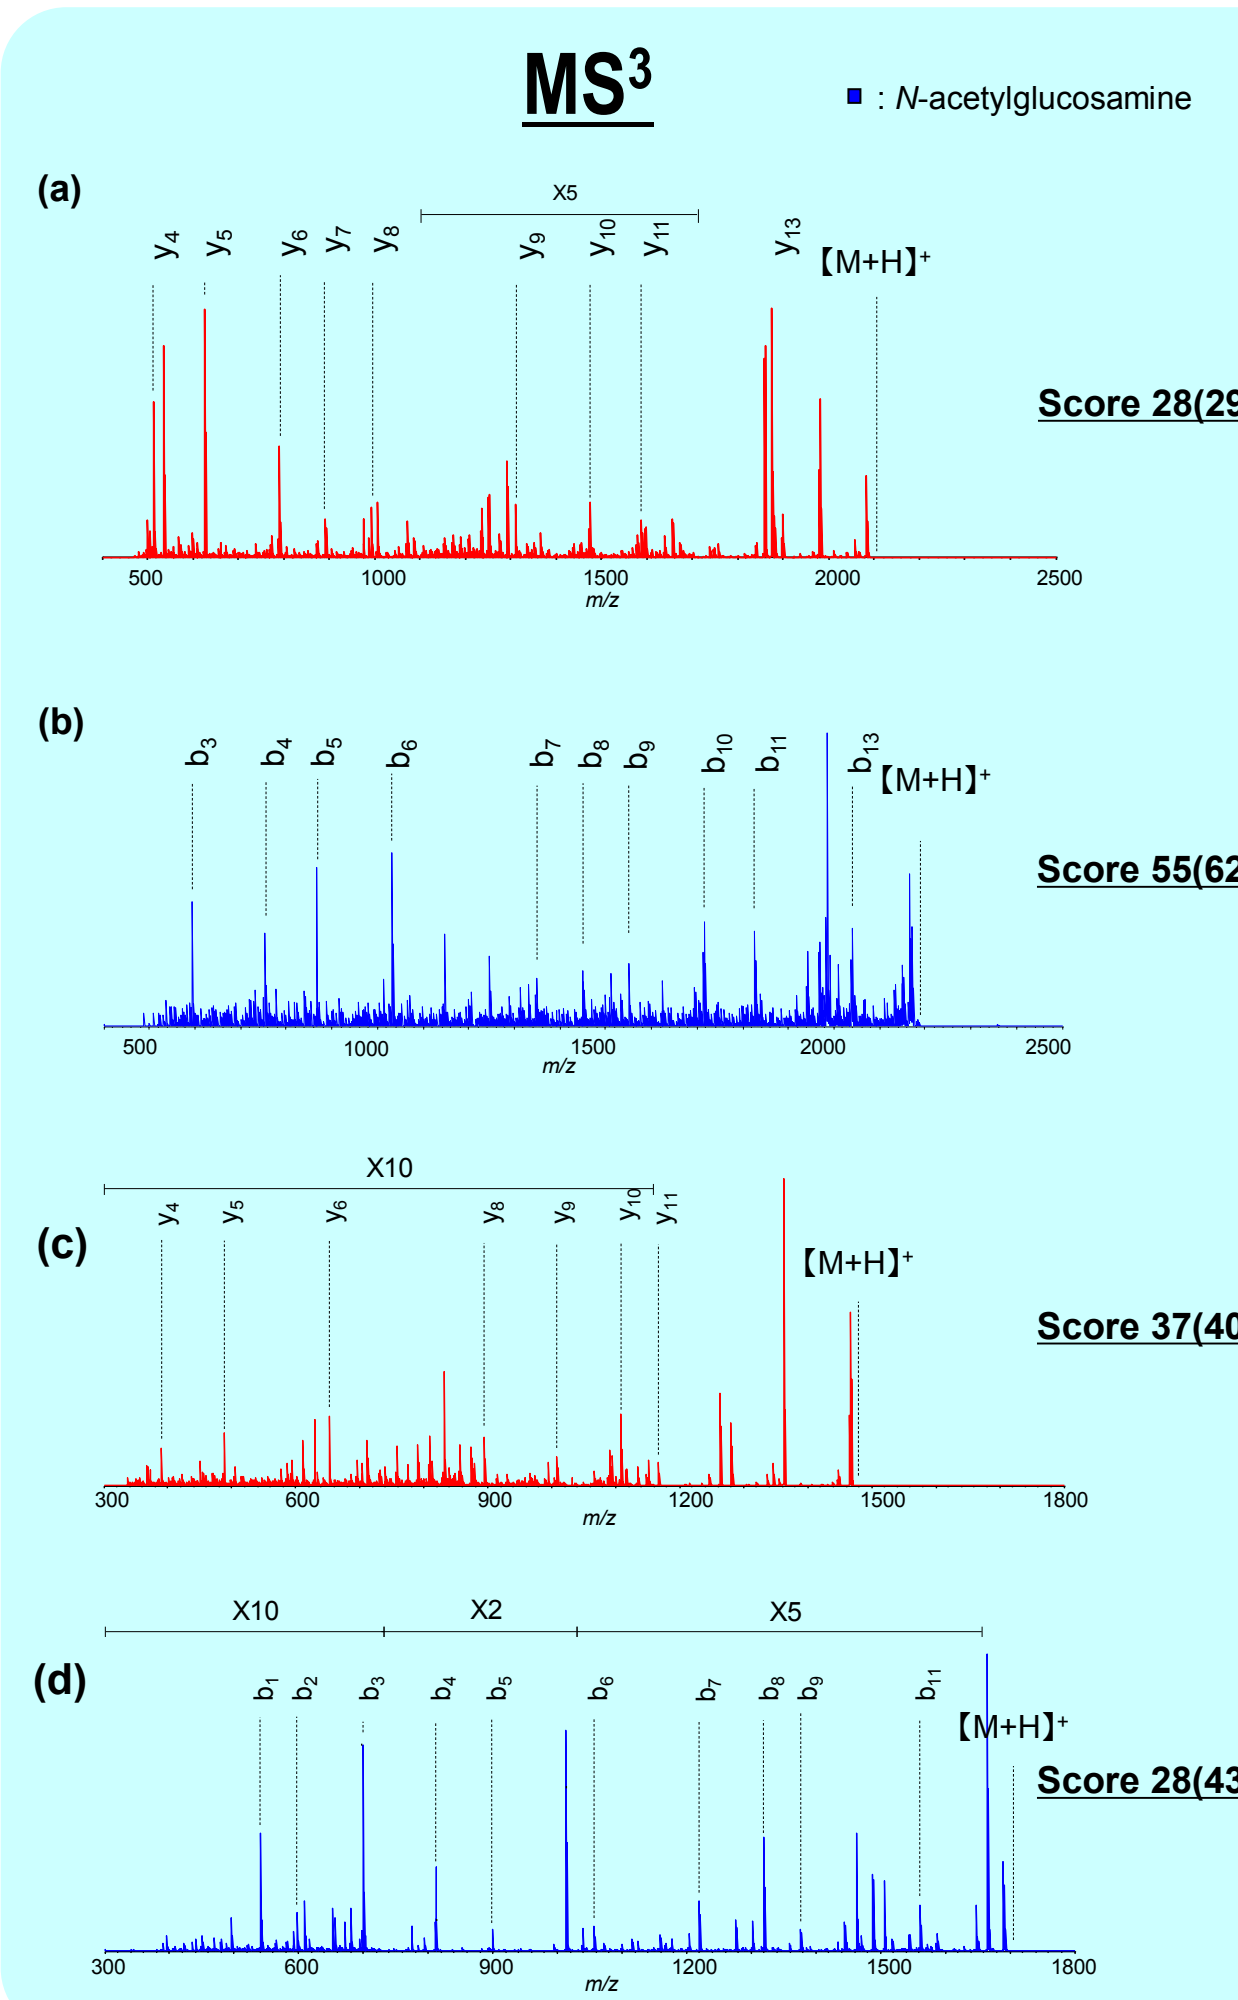 MS³
: N-acetylglucosamine
(a)
X5
y₄ y₅ y₆ y₇ y₈ y₉ y₁₀ y₁₁ y₁₃ 【M+H】⁺
Score 28(29
500 1000 1500 2000 2500
m/z
(b)
b₃ b₄ b₅ b₆ b₇ b₈ b₉ b₁₀ b₁₁ b₁₃ 【M+H】⁺
Score 55(62
500 1000 1500 2000 2500
m/z
X10
(c)
y₄ y₅ y₆ y₈ y₉ y₁₀ y₁₁ 【M+H】⁺
Score 37(40
300 600 900 1200 1500 1800
m/z
X10 X2 X5
(d)
b₁ b₂ b₃ b₄ b₅ b₆ b₇ b₈ b₉ b₁₁ 【M+H】⁺
Score 28(43
300 600 900 1200 1500 1800
m/z